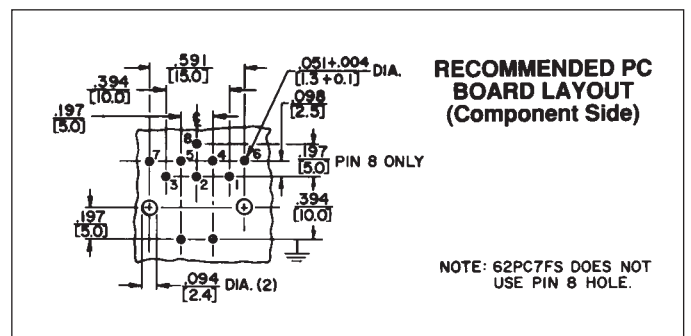 .591
[15.0]
.051+.004 DIA.
[1.3+0.1]
.394
[10.0]
.098
[2.5]
.197
[5.0]
RECOMMENDED PC
BOARD LAYOUT
(Component Side)
8
7
5
4
6
.197
[5.0] PIN 8 ONLY
3
2
1
.394
[10.0]
.197
[5.0]
.094 DIA. (2)
[2.4]
NOTE: 62PC7FS DOES NOT
USE PIN 8 HOLE.